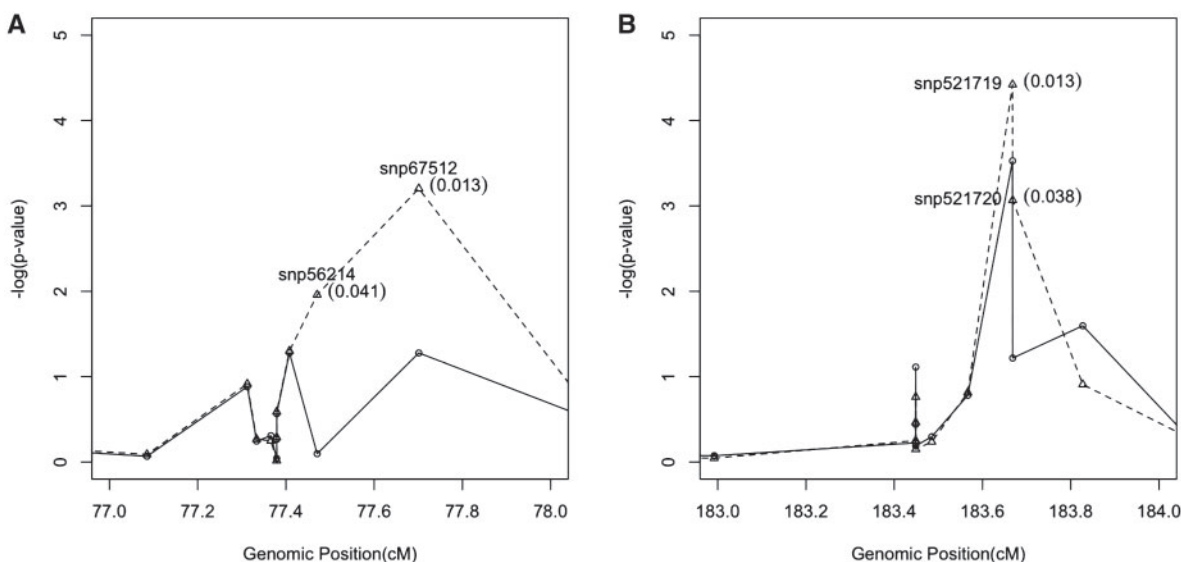 A
5
4
3
2
1
0
-log(p-value)
snp67512
(0.013)
snp56214
(0.041)
77.0 77.2 77.4 77.6 77.8 78.0
Genomic Position(cM)
B
5
4
3
2
1
0
-log(p-value)
snp521719 (0.013)
snp521720 (0.038)
183.0 183.2 183.4 183.6 183.8 184.0
Genomic Position(cM)